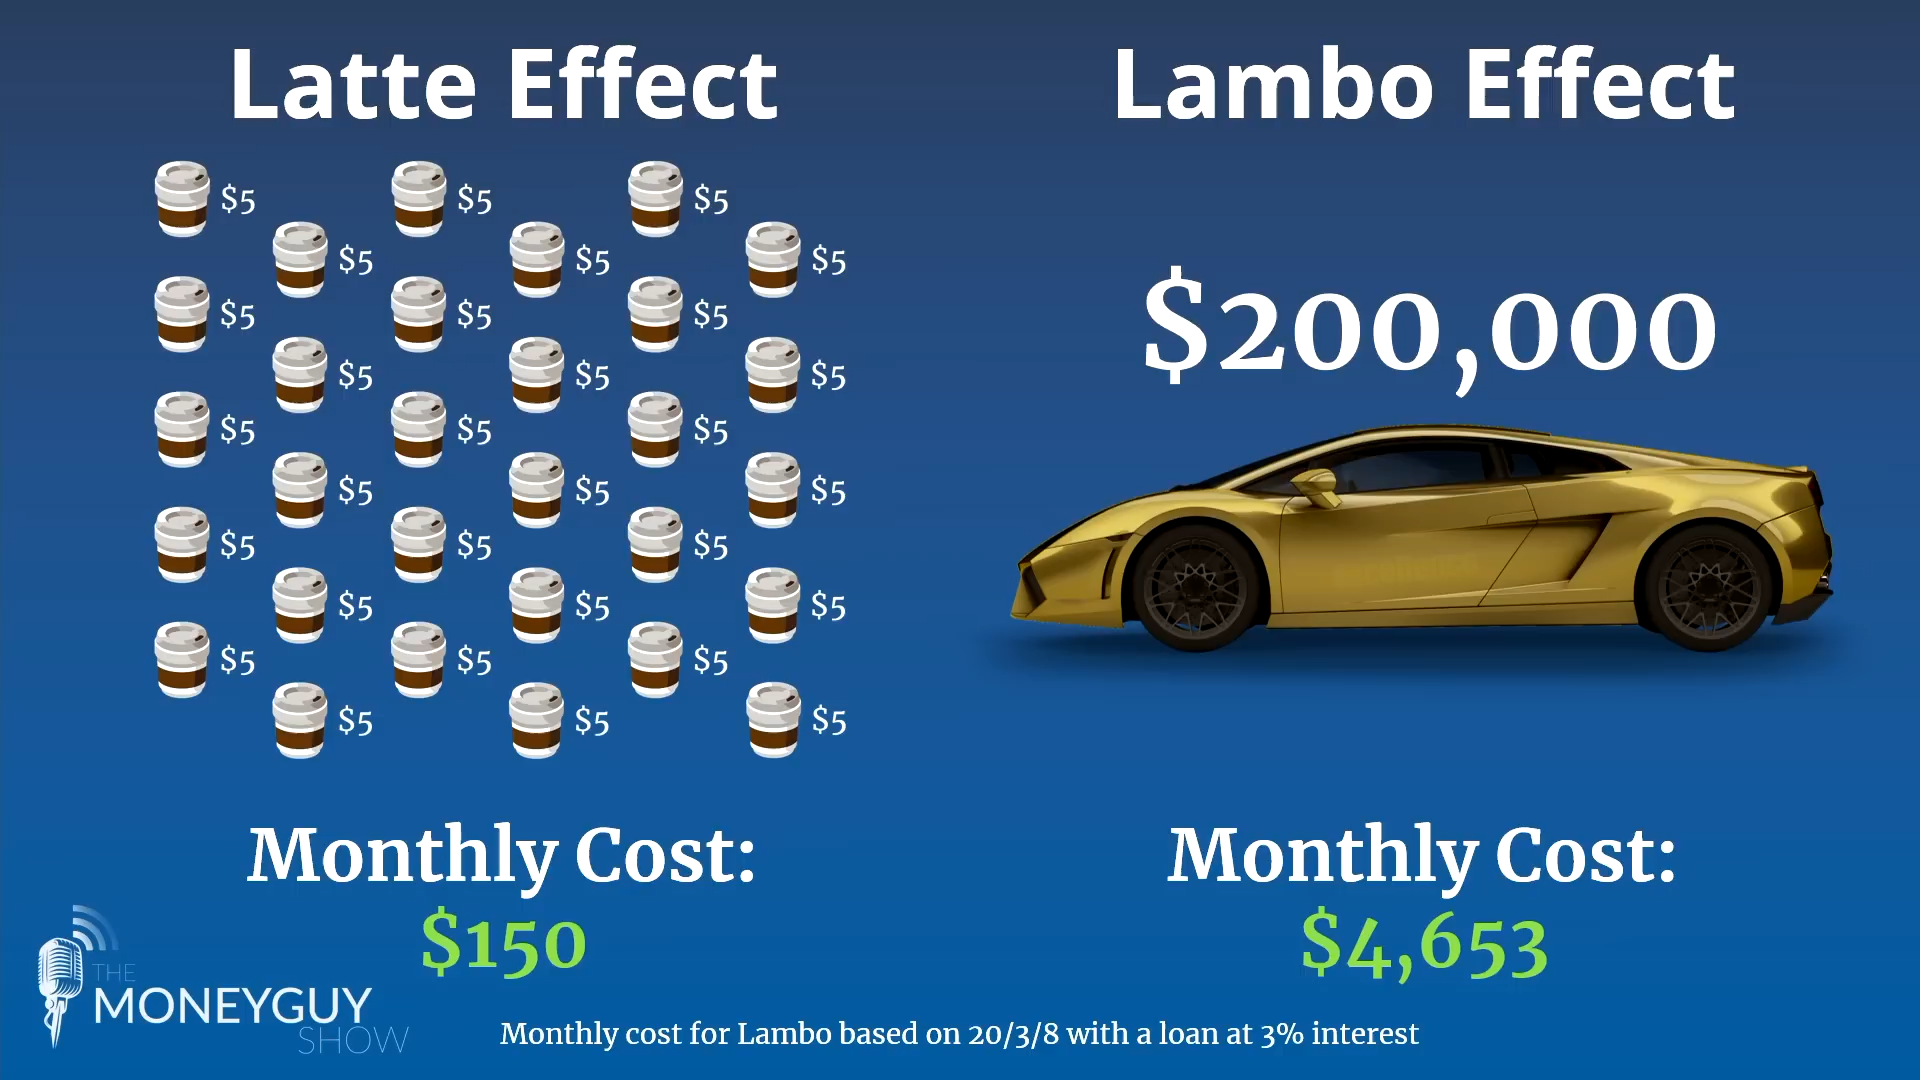 Latte Effect
Lambo Effect
$5 $5 $5
$5 $5 $5
$5 $5 $5
$5 $5 $5
$5 $5 $5
$5 $5 $5
$5 $5 $5
$5 $5 $5
$5 $5 $5
$5 $5 $5
$200,000
Monthly Cost:
$150
Monthly Cost:
$4,653
THE
MONEYGUY
SHOW
Monthly cost for Lambo based on 20/3/8 with a loan at 3% interest